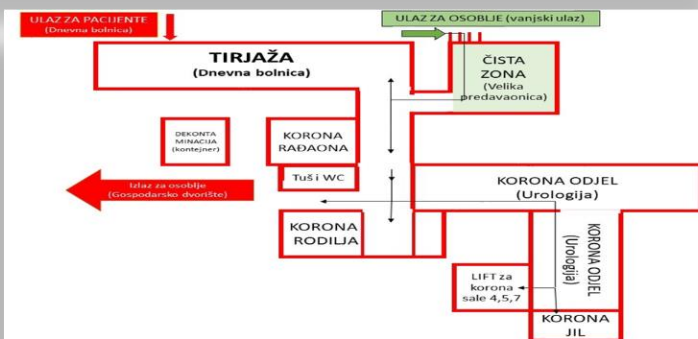 ULAZ ZA PACIJENTE
(Dnevna bolnica)
ULAZ ZA OSOBLJE (vanjski ulaz)
TIRJAŽA
(Dnevna bolnica)
ČISTA
ZONA
(Velika
predavaonica)
DEKONTA
MINACIJA
(kontejner)
KORONA
RAĐAONA
Tuš i WC
Izlaz za osoblje
(Gospodarsko dvorište)
KORONA ODJEL
(Urologija)
KORONA
RODILJA
KORONA ODJEL
(Urologija)
LIFT za
korona
sale 4,5,7
KORONA
JIL